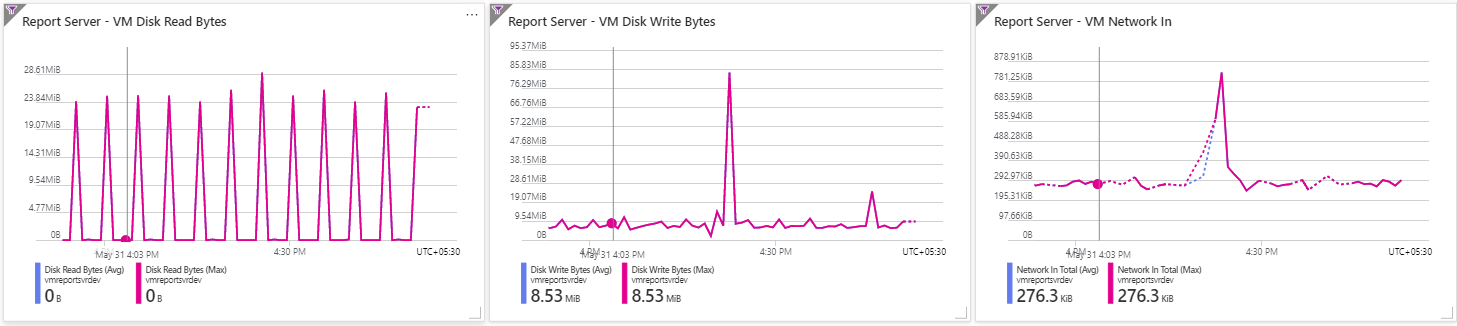 Report Server - VM Disk Read Bytes
...
28.61MiB
23.84MiB
19.07MiB
14.31MiB
9.54MiB
4.77MiB
0B
May 31 4:03 PM
4:30 PM
UTC+05:30
Disk Read Bytes (Avg)
vmreportsvrdev
0 B
Disk Read Bytes (Max)
vmreportsvrdev
0 B
Report Server - VM Disk Write Bytes
95.37MiB
85.83MiB
76.29MiB
66.76MiB
57.22MiB
47.68MiB
38.15MiB
28.61MiB
19.07MiB
9.54MiB
0B
4 PM
May 31 4:03 PM
4:30 PM
UTC+05:30
Disk Write Bytes (Avg)
vmreportsvrdev
8.53 MiB
Disk Write Bytes (Max)
vmreportsvrdev
8.53 MiB
Report Server - VM Network In
878.91KiB
781.25KiB
683.59KiB
585.94KiB
488.28KiB
390.63KiB
292.97KiB
195.31KiB
97.66KiB
0B
4 PM
May 31 4:03 PM
4:30 PM
UTC+05:30
Network In Total (Avg)
vmreportsvrdev
276.3 KiB
Network In Total (Max)
vmreportsvrdev
276.3 KiB